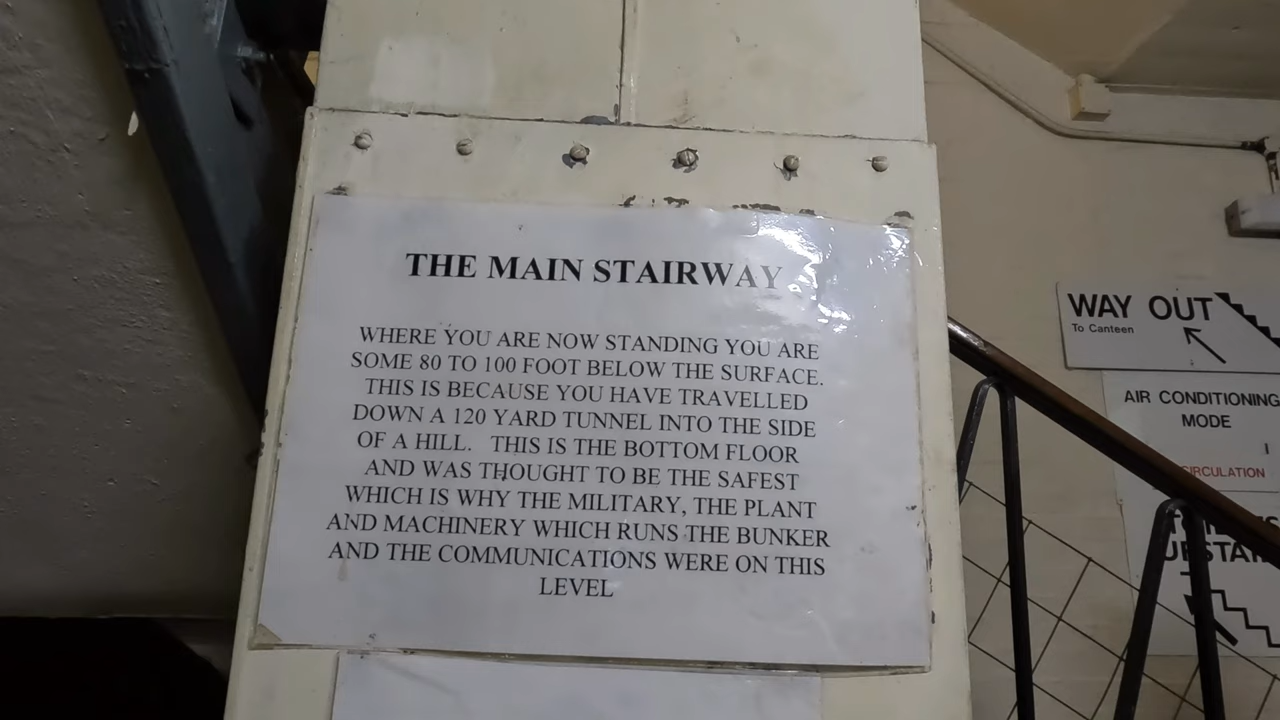 THE MAIN STAIRWAY
WHERE YOU ARE NOW STANDING YOU ARE
SOME 80 TO 100 FOOT BELOW THE SURFACE.
THIS IS BECAUSE YOU HAVE TRAVELLED
DOWN A 120 YARD TUNNEL INTO THE SIDE
OF A HILL. THIS IS THE BOTTOM FLOOR
AND WAS THOUGHT TO BE THE SAFEST
WHICH IS WHY THE MILITARY, THE PLANT
AND MACHINERY WHICH RUNS THE BUNKER
AND THE COMMUNICATIONS WERE ON THIS
LEVEL
WAY OUT
To Canteen
AIR CONDITIONING
MODE